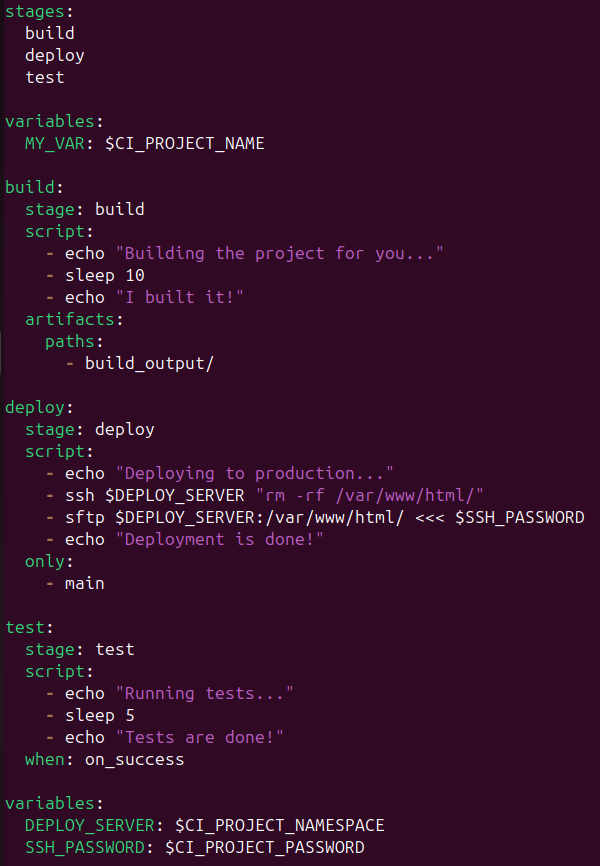 stages:
  build
  deploy
  test

variables:
  MY_VAR: $CI_PROJECT_NAME

build:
  stage: build
  script:
    - echo "Building the project for you..."
    - sleep 10
    - echo "I built it!"
  artifacts:
    paths:
      - build_output/

deploy:
  stage: deploy
  script:
    - echo "Deploying to production..."
    - ssh $DEPLOY_SERVER "rm -rf /var/www/html/"
    - sftp $DEPLOY_SERVER:/var/www/html/ <<< $SSH_PASSWORD
    - echo "Deployment is done!"
  only:
    - main

test:
  stage: test
  script:
    - echo "Running tests..."
    - sleep 5
    - echo "Tests are done!"
  when: on_success

variables:
  DEPLOY_SERVER: $CI_PROJECT_NAMESPACE
  SSH_PASSWORD: $CI_PROJECT_PASSWORD